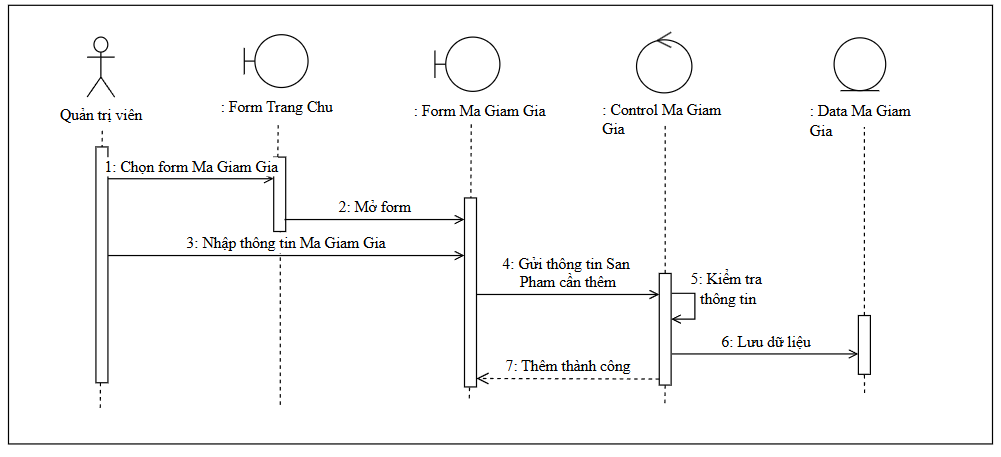 Quản trị viên
: Form Trang Chu
: Form Ma Giam Gia
: Control Ma Giam
Gia
: Data Ma Giam
Gia
1: Chọn form Ma Giam Gia
2: Mở form
3: Nhập thông tin Ma Giam Gia
4: Gửi thông tin San
Pham cần thêm
5: Kiểm tra
thông tin
6: Lưu dữ liệu
7: Thêm thành công